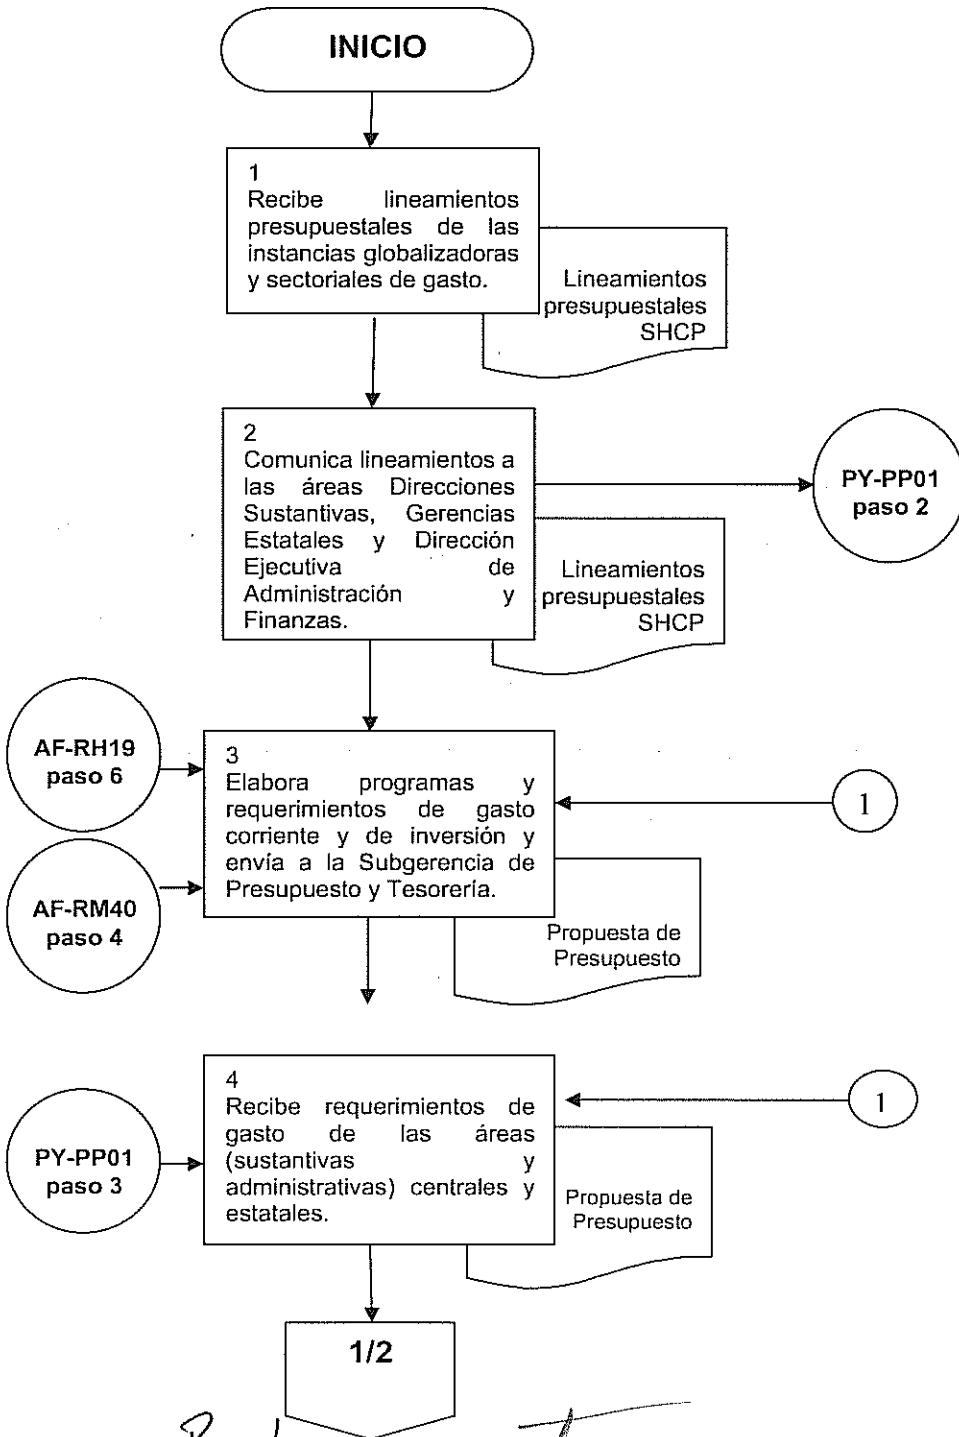 INICIO
1
Recibe lineamientos
presupuestales de las
instancias globalizadoras
y sectoriales de gasto.
Lineamientos
presupuestales
SHCP
2
Comunica lineamientos a
las áreas Direcciones
Sustantivas, Gerencias
Estatales y Dirección
Ejecutiva de
Administración y
Finanzas.
PY-PP01
paso 2
Lineamientos
presupuestales
SHCP
AF-RH19
paso 6
3
Elabora programas y
requerimientos de gasto
corriente y de inversión y
envía a la Subgerencia de
Presupuesto y Tesorería.
1
AF-RM40
paso 4
Propuesta de
Presupuesto
4
Recibe requerimientos de
gasto de las áreas
(sustantivas y
administrativas) centrales y
estatales.
1
PY-PP01
paso 3
Propuesta de
Presupuesto
1/2